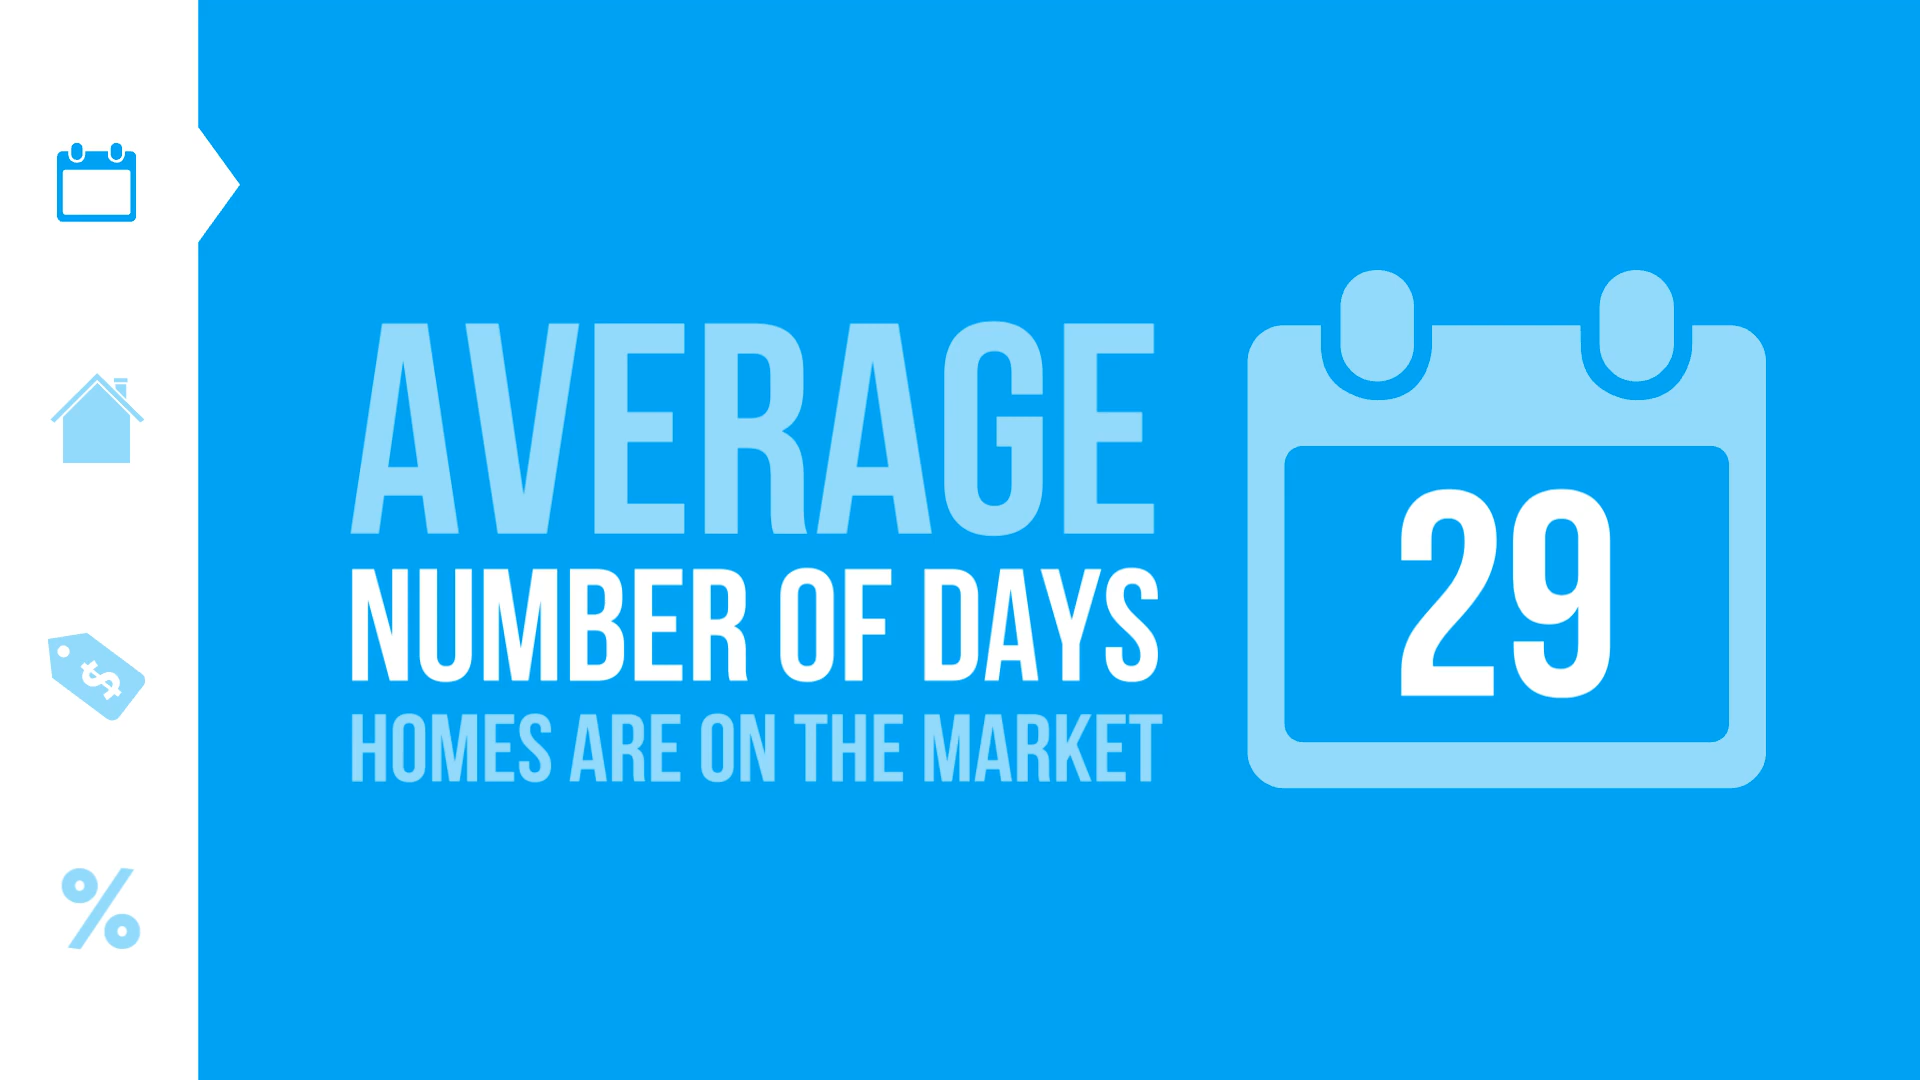 AVERAGE
NUMBER OF DAYS
HOMES ARE ON THE MARKET
29
$
%